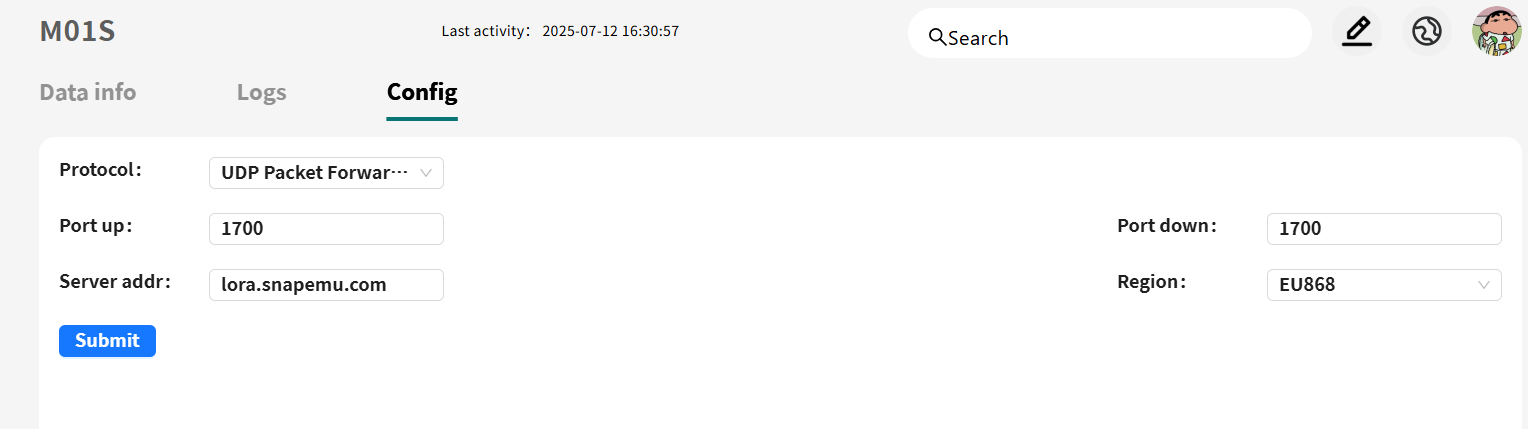 M01S
Last activity： 2025-07-12 16:30:57
Search
Data info Logs Config
Protocol： UDP Packet Forwar···
Port up： 1700 Port down： 1700
Server addr： lora.snapemu.com Region： EU868
Submit